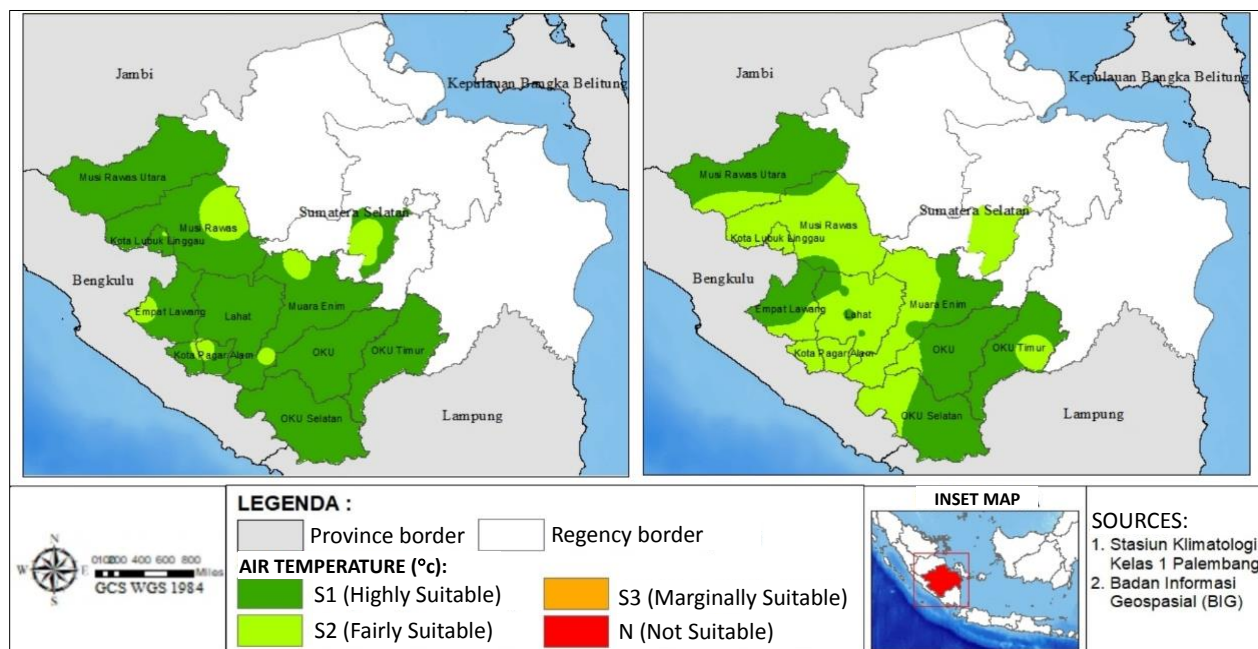 Jambi
Kepulauan Bangka Belitung
Musi Rawas Utara
Sumatera Selatan
Musi Rawas
Kota Lubuk Linggau
Bengkulu
Empat Lawang
Lahat
Muara Enim
Kota Pagar Alam
OKU
OKU Timur
OKU Selatan
Lampung
Jambi
Kepulauan Bangka Belitung
Musi Rawas Utara
Sumatera Selatan
Musi Rawas
Kota Lubuk Linggau
Bengkulu
Empat Lawang
Lahat
Muara Enim
Kota Pagar Alam
OKU
OKU Timur
OKU Selatan
Lampung
N
W E
S
400 600 800
Miles
GCS WGS 1984
LEGENDA :
Province border
Regency border
AIR TEMPERATURE (°c):
S1 (Highly Suitable)
S2 (Fairly Suitable)
S3 (Marginally Suitable)
N (Not Suitable)
INSET MAP
SOURCES:
1. Stasiun Klimatologi
Kelas 1 Palembang
2. Badan Informasi
Geospasial (BIG)